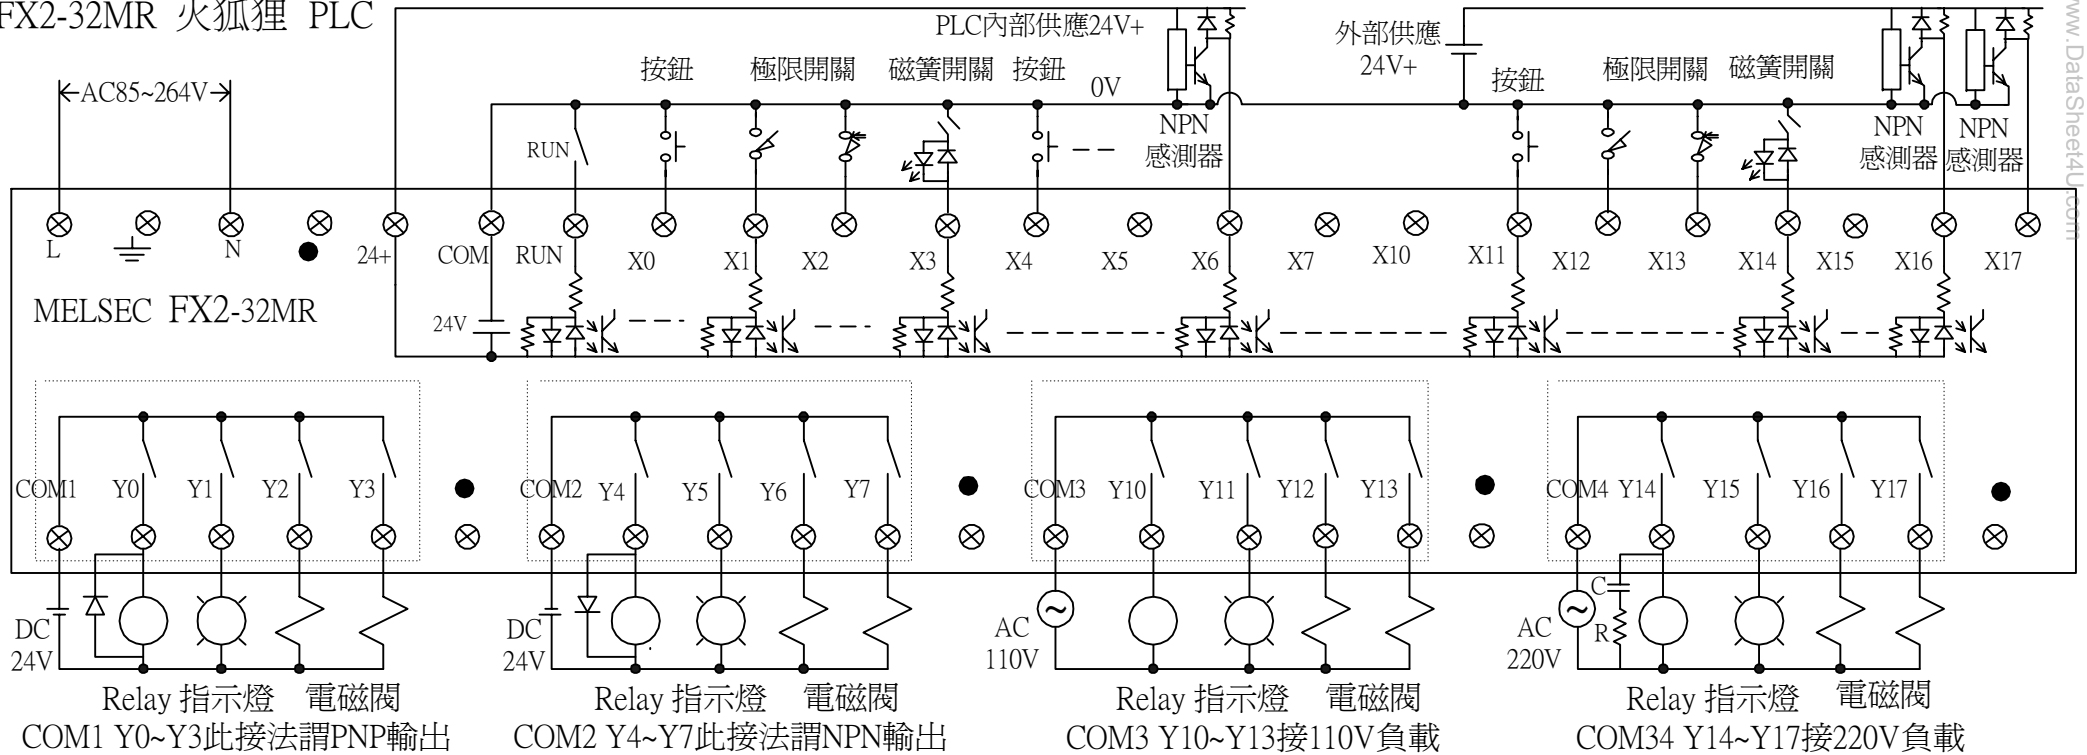 FX2-32MR 火狐狸 PLC
PLC內部供應24V+
外部供應
24V+
AC85~264V
按鈕
極限開關
磁簧開關
按鈕
0V
按鈕
極限開關
磁簧開關
RUN
NPN
感測器
NPN
感測器
NPN
感測器
www.DataSheet4U.com
L
N
24+
COM
RUN
X0
X1
X2
X3
X4
X5
X6
X7
X10
X11
X12
X13
X14
X15
X16
X17
MELSEC FX2-32MR
24V
COM1
Y0
Y1
Y2
Y3
COM2
Y4
Y5
Y6
Y7
COM3
Y10
Y11
Y12
Y13
COM4
Y14
Y15
Y16
Y17
DC
24V
DC
24V
AC
110V
AC
220V
C
R
Relay 指示燈 電磁閥
Relay 指示燈 電磁閥
Relay 指示燈 電磁閥
Relay 指示燈 電磁閥
COM1 Y0~Y3此接法謂PNP輸出
COM2 Y4~Y7此接法謂NPN輸出
COM3 Y10~Y13接110V負載
COM34 Y14~Y17接220V負載